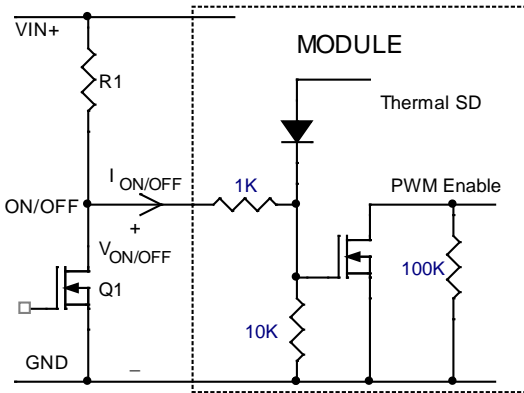 VIN+
MODULE
R1
Thermal SD
I ON/OFF
1K
PWM Enable
ON/OFF
+
V ON/OFF
Q1
100K
10K
GND
_